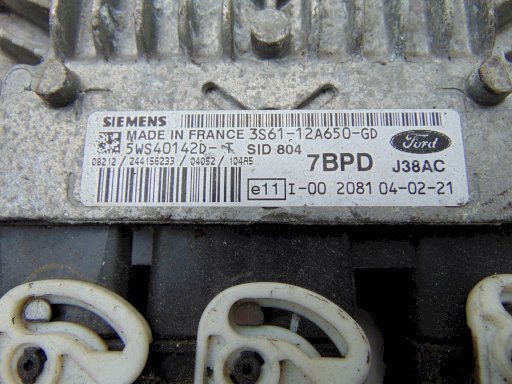 SIEMENS 3S61-12A650-GD
MADE IN FRANCE
5WS40142D-T SID 804
08212 / 244156233 / 04052 / 104A5
7BPD
Ford
J38AC
e11 I-00 2081 04-02-21